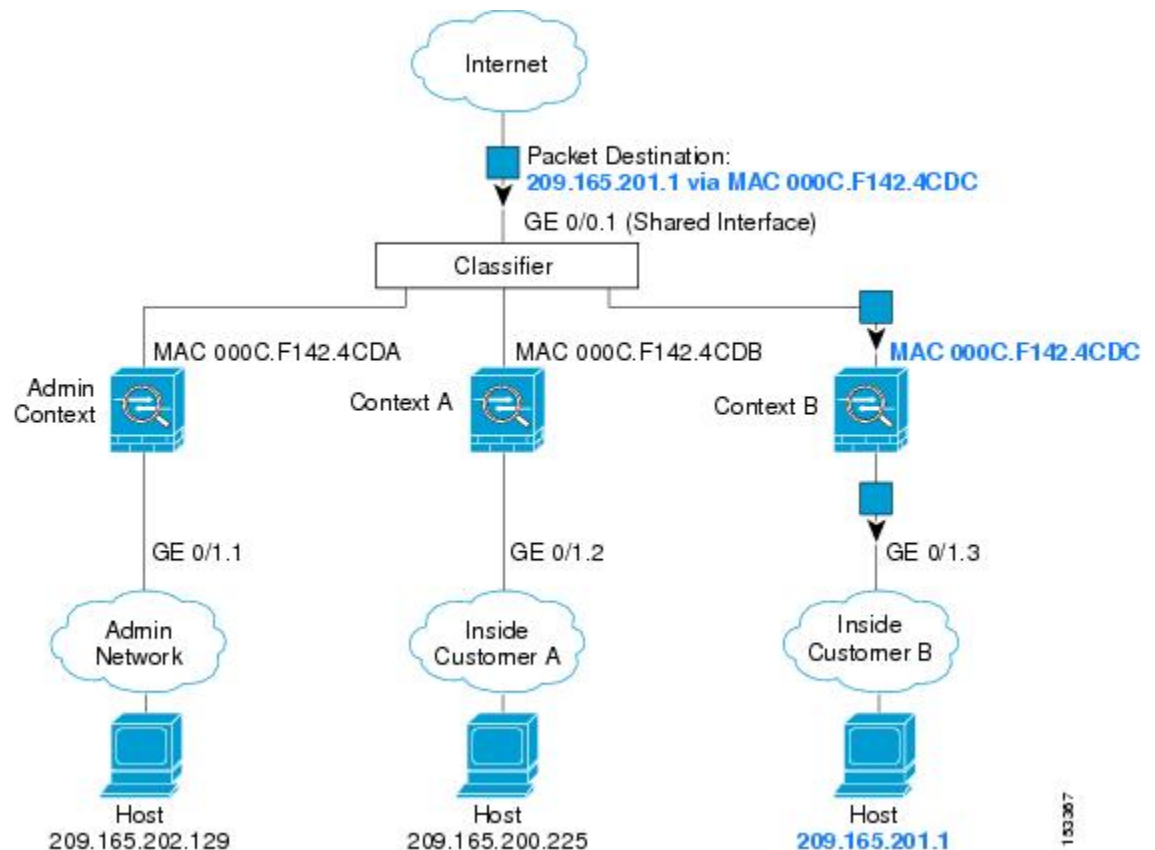 Internet
Packet Destination:
209.165.201.1 via MAC 000C.F142.4CDC
GE 0/0.1 (Shared Interface)
Classifier
MAC 000C.F142.4CDA
MAC 000C.F142.4CDB
MAC 000C.F142.4CDC
Admin
Context
Context A
Context B
GE 0/1.1
GE 0/1.2
GE 0/1.3
Admin
Network
Inside
Customer A
Inside
Customer B
Host
209.165.202.129
Host
209.165.200.225
Host
209.165.201.1
153367